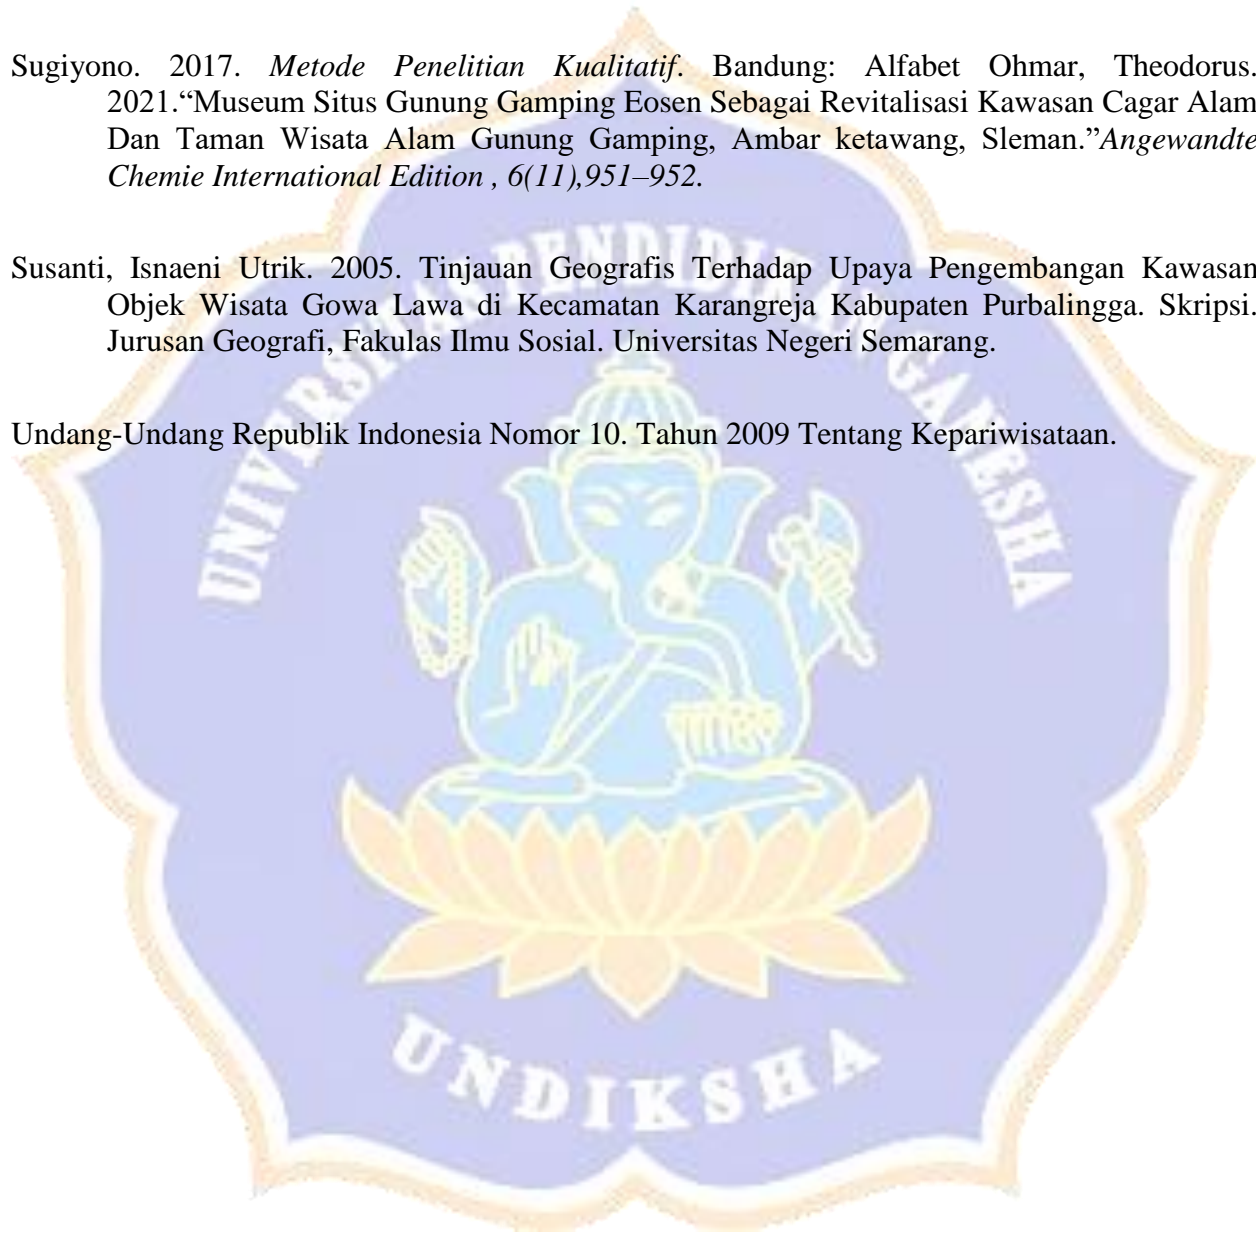 Sugiyono. 2017. Metode Penelitian Kualitatif. Bandung: Alfabet Ohmar, Theodorus.
2021.“Museum Situs Gunung Gamping Eosen Sebagai Revitalisasi Kawasan Cagar Alam
Dan Taman Wisata Alam Gunung Gamping, Ambar ketawang, Sleman.”Angewandte
Chemie International Edition , 6(11),951–952.
Susanti, Isnaeni Utrik. 2005. Tinjauan Geografis Terhadap Upaya Pengembangan Kawasan
Objek Wisata Gowa Lawa di Kecamatan Karangreja Kabupaten Purbalingga. Skripsi.
Jurusan Geografi, Fakulas Ilmu Sosial. Universitas Negeri Semarang.
Undang-Undang Republik Indonesia Nomor 10. Tahun 2009 Tentang Kepariwisataan.
UNIVERSITAS PENDIDIKAN GANESHA
UNDIKSHA